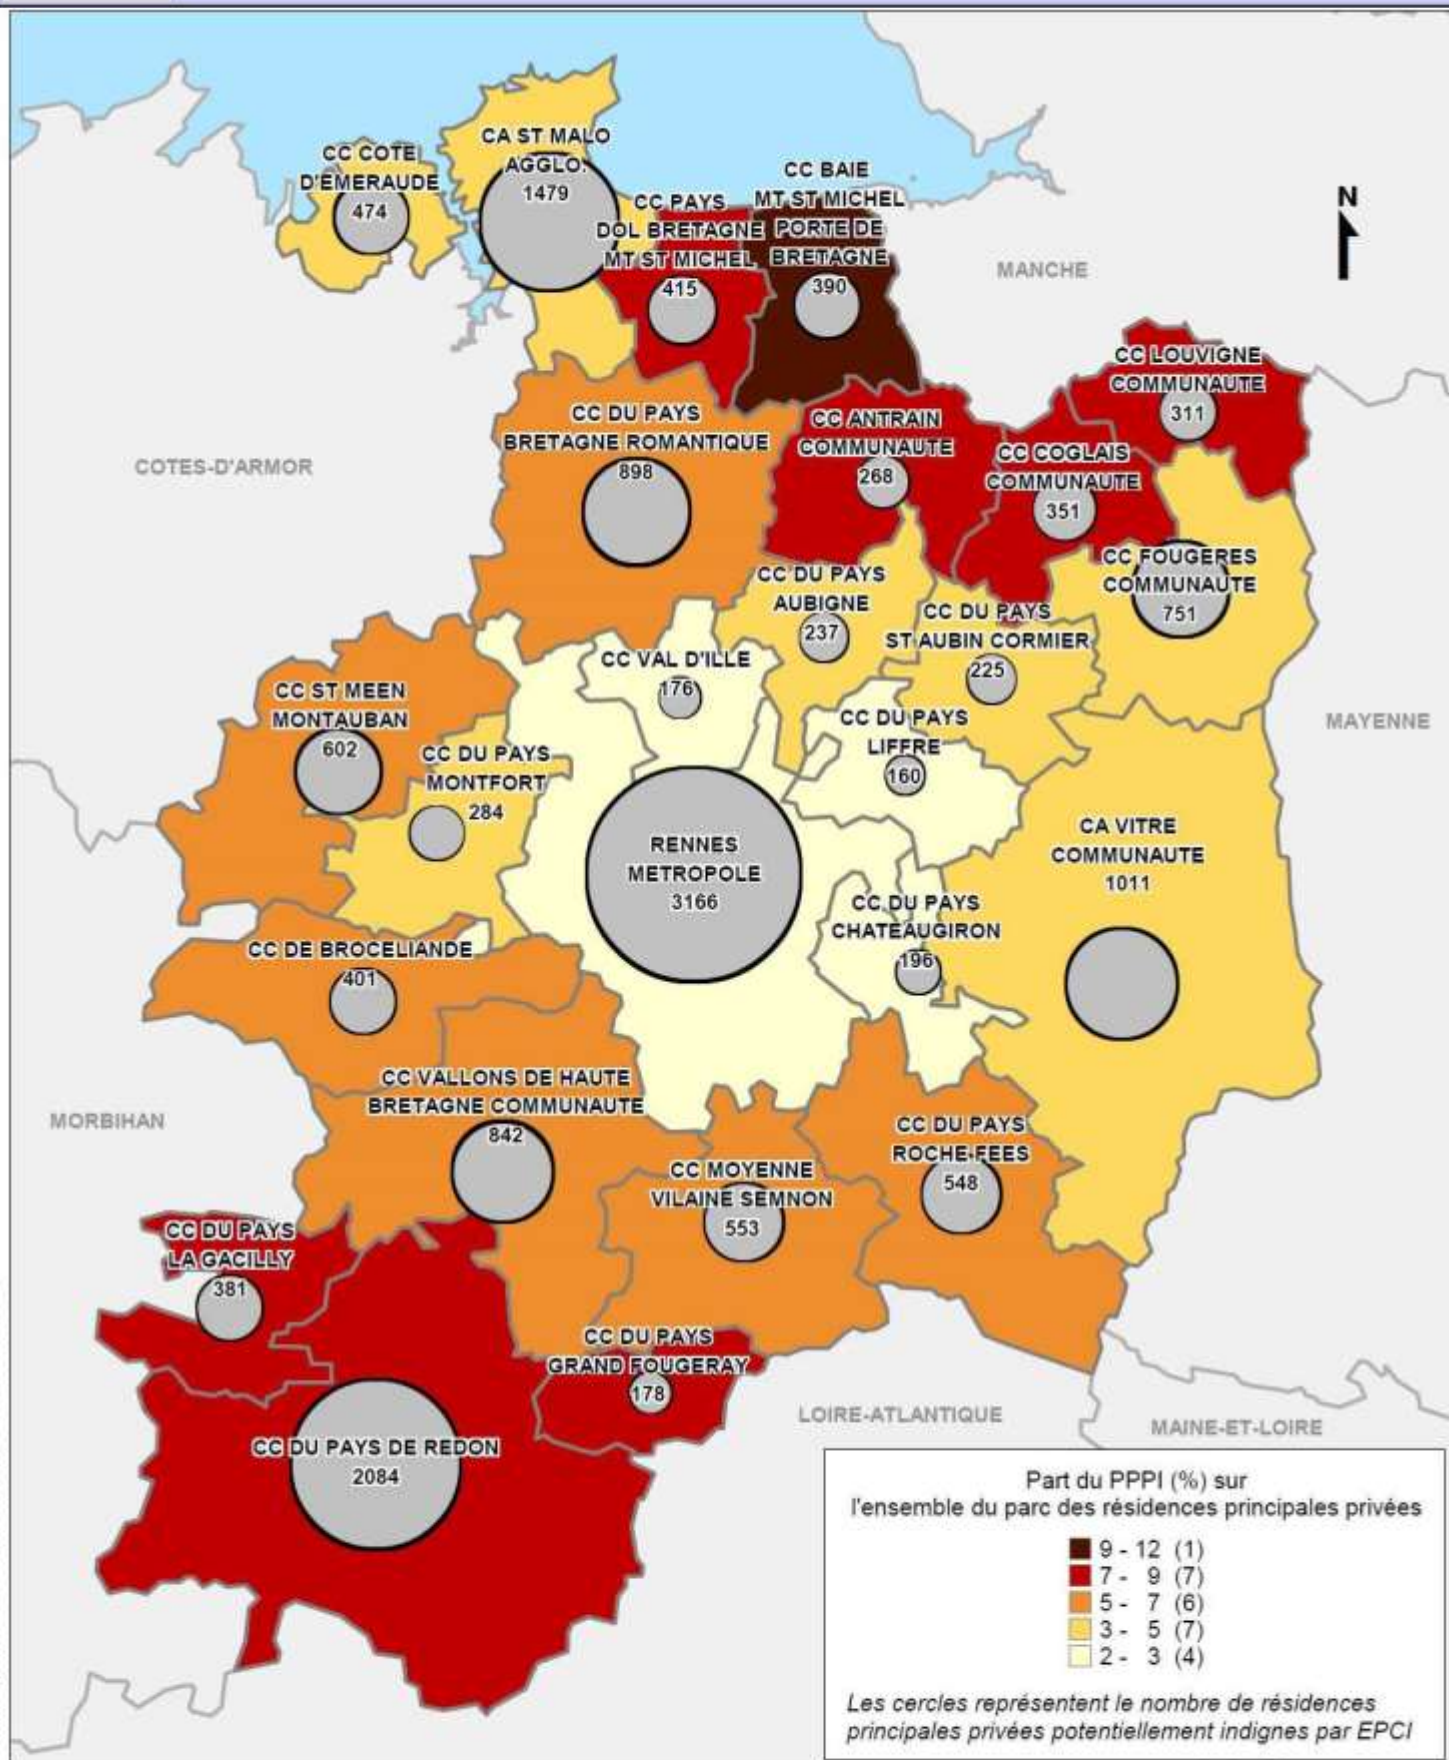 CC COTE
D'EMERAUDE
474
CA ST MALO
AGGLO.
1479
CC PAYS
DOL BRETAGNE
MT ST MICHEL
415
CC BAIE
MT ST MICHEL
PORTE DE
BRETAGNE
390
N
MANCHE
CC LOUVIGNE
COMMUNAUTE
311
CC DU PAYS
BRETAGNE ROMANTIQUE
898
CC ANTRAIN
COMMUNAUTE
268
CC COGLAIS
COMMUNAUTE
351
COTES-D'ARMOR
CC FOUGERES
COMMUNAUTE
751
CC DU PAYS
AUBIGNE
237
CC DU PAYS
ST AUBIN CORMIER
225
CC VAL D'ILLE
176
CC ST MEEN
MONTAUBAN
602
CC DU PAYS
MONTFORT
284
CC DU PAYS
LIFFRE
160
MAYENNE
RENNES
METROPOLE
3166
CA VITRE
COMMUNAUTE
1011
CC DU PAYS
CHATEAUGIRON
196
CC DE BROCELIANDE
401
CC VALLONS DE HAUTE
BRETAGNE COMMUNAUTE
842
MORBIHAN
CC DU PAYS
ROCHE FEES
548
CC MOYENNE
VILAINE SEMNON
553
CC DU PAYS
LA GACILLY
381
CC DU PAYS
GRAND FOUGERAY
178
CC DU PAYS DE REDON
2084
LOIRE-ATLANTIQUE
MAINE-ET-LOIRE
Part du PPPI (%) sur
l'ensemble du parc des résidences principales privées
9 - 12 (1)
7 - 9 (7)
5 - 7 (6)
3 - 5 (7)
2 - 3 (4)
Les cercles représentent le nombre de résidences
principales privées potentiellement indignes par EPCI